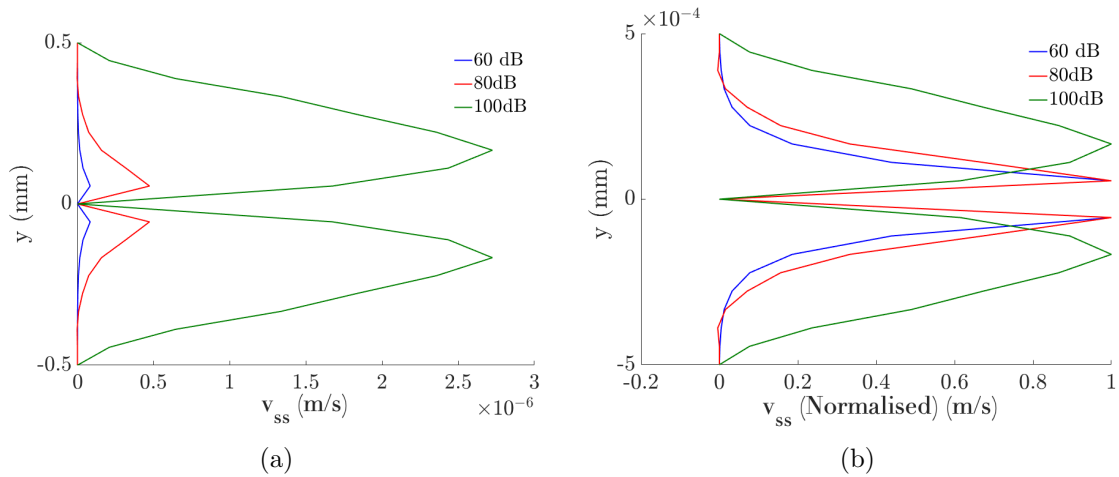 0.5
0
-0.5
y (mm)
60 dB
80dB
100dB
0
0.5
1
1.5
2
2.5
3
v_ss (m/s)
×10^-6
(a)
×10^-4
5
0
-5
y (mm)
60 dB
80dB
100dB
-0.2
0
0.2
0.4
0.6
0.8
1
v_ss (Normalised) (m/s)
(b)